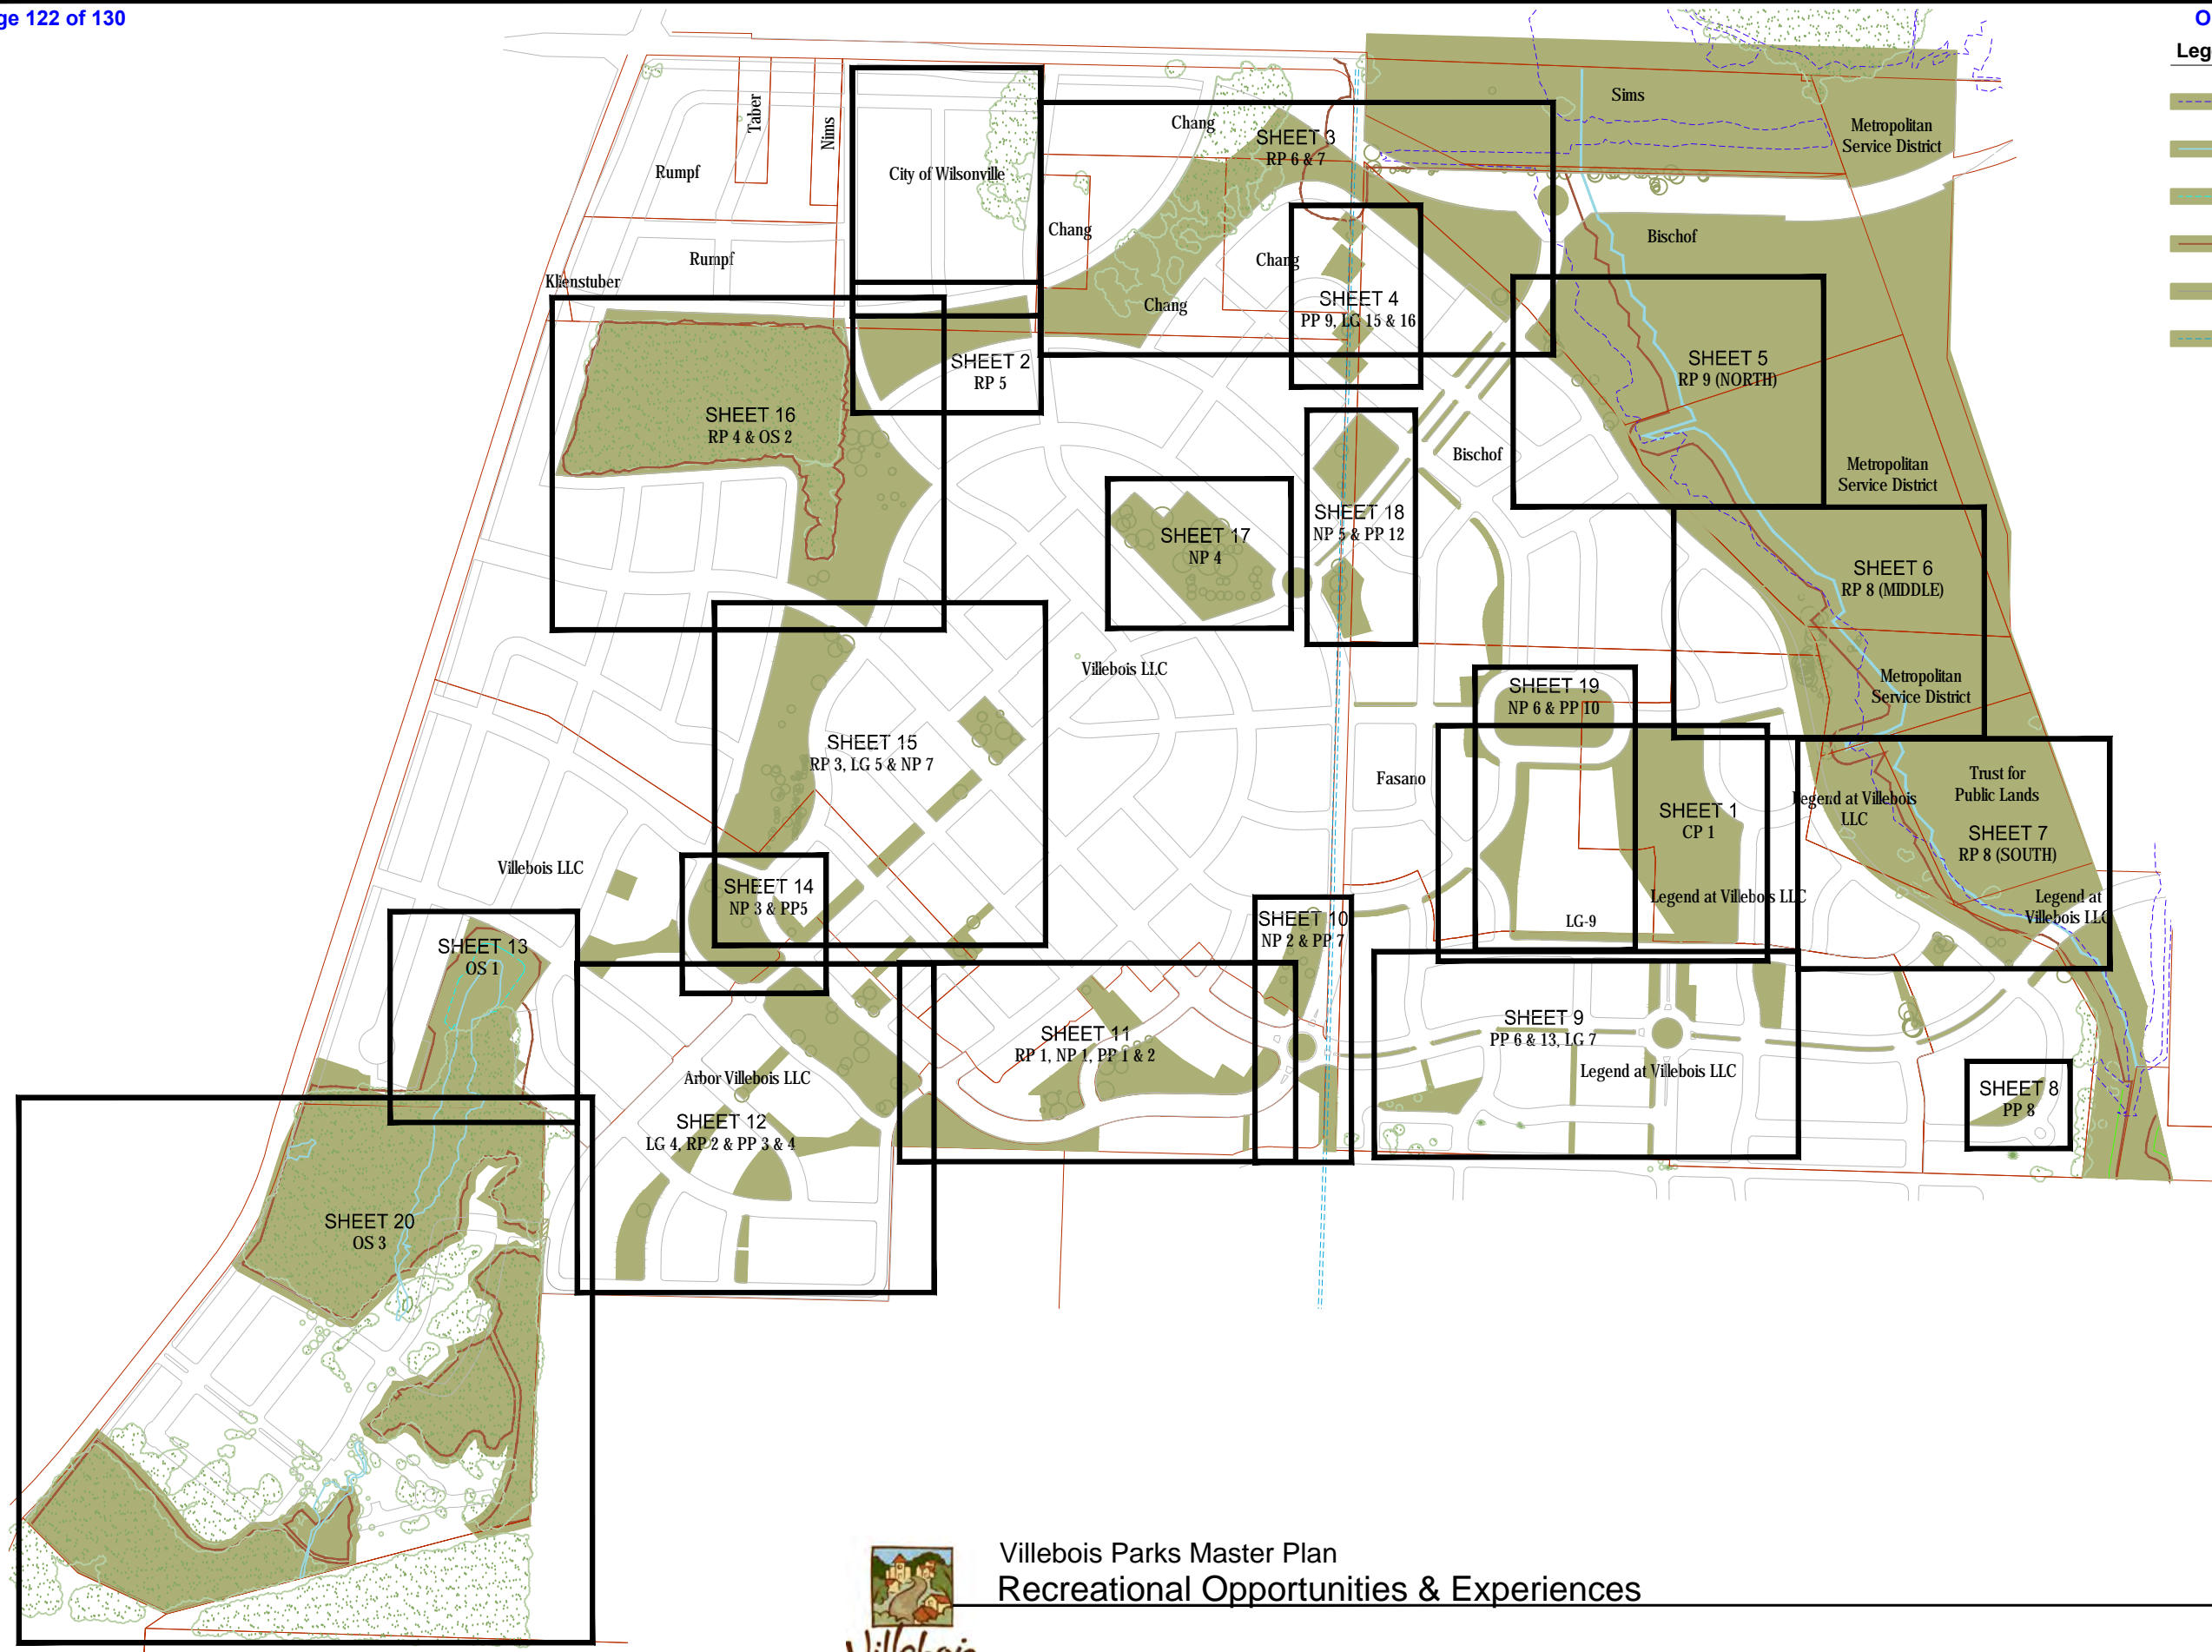 ge 122 of 130
O
Leg
Taber
Nims
Rumpf
City of Wilsonville
Chang
SHEET 3
RP 6 & 7
Sims
Metropolitan
Service District
Rumpf
Chang
Chang
Bischof
Klienstuber
Chang
SHEET 4
PP 9, LG 15 & 16
SHEET 2
RP 5
SHEET 5
RP 9 (NORTH)
SHEET 16
RP 4 & OS 2
Bischof
Metropolitan
Service District
SHEET 17
NP 4
SHEET 18
NP 5 & PP 12
SHEET 6
RP 8 (MIDDLE)
Villebois LLC
SHEET 19
NP 6 & PP 10
Metropolitan
Service District
SHEET 15
RP 3, LG 5 & NP 7
Fasano
Trust for
Public Lands
Legend at Villebois
LLC
SHEET 1
CP 1
SHEET 7
RP 8 (SOUTH)
Villebois LLC
SHEET 14
NP 3 & PP5
Legend at Villebois LLC
Legend at
Villebois LLC
LG-9
SHEET 10
NP 2 & PP 7
SHEET 13
OS 1
SHEET 11
RP 1, NP 1, PP 1 & 2
SHEET 9
PP 6 & 13, LG 7
Legend at Villebois LLC
Arbor Villebois LLC
SHEET 8
PP 8
SHEET 12
LG 4, RP 2 & PP 3 & 4
SHEET 20
OS 3
Villebois Parks Master Plan
Recreational Opportunities & Experiences
Villebois